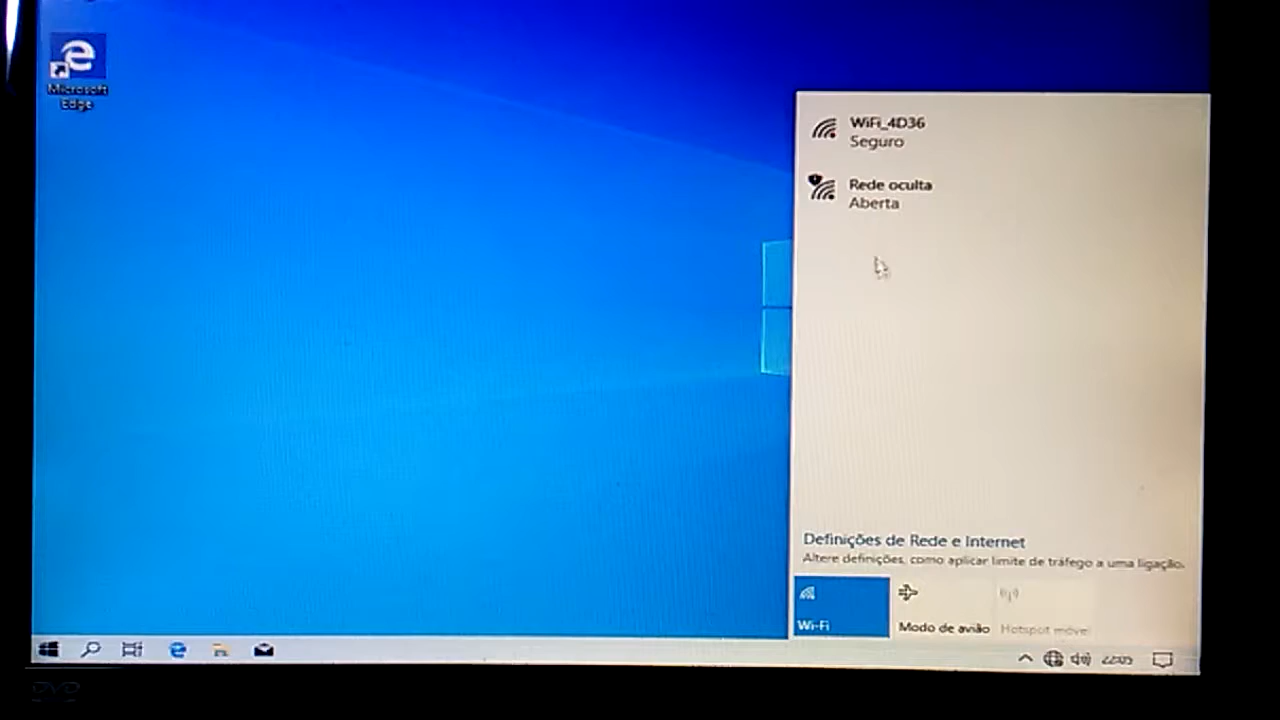 Microsoft
Edge
WiFi_4D36
Seguro
Rede oculta
Aberta
Definições de Rede e Internet
Altere definições, como aplicar limite de tráfego a uma ligação.
Wi-Fi
Modo de avião
Hotspot móvel
22:05
DVD